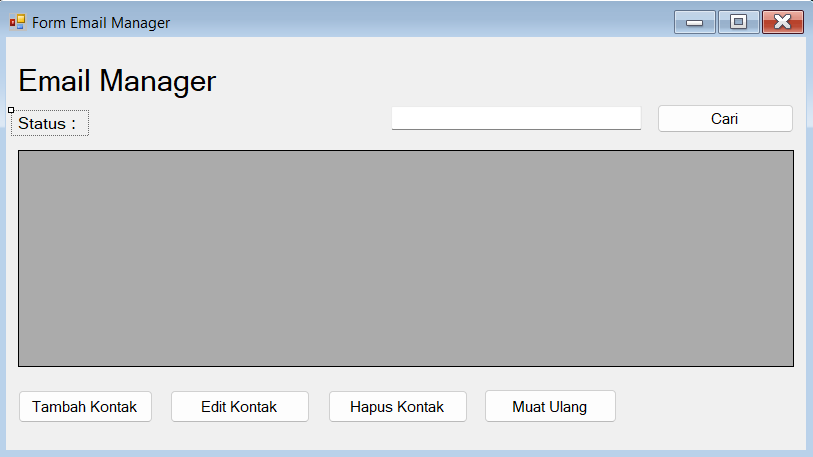 Form Email Manager
Email Manager
Status :
Cari
Tambah Kontak
Edit Kontak
Hapus Kontak
Muat Ulang